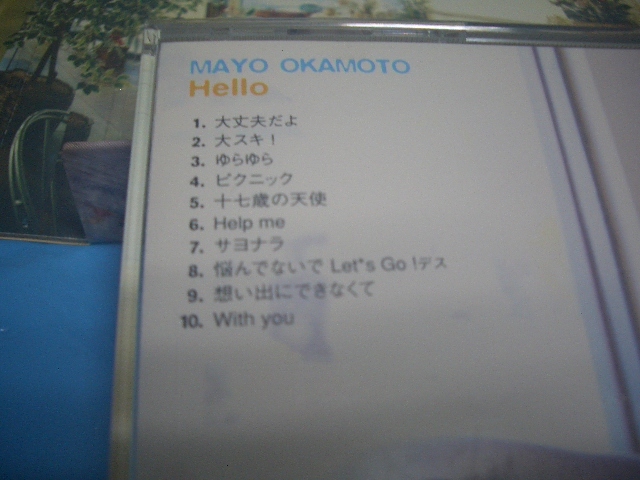 MAYO OKAMOTO
Hello
1. 大丈夫だよ
2. 大スキ!
3. ゆらゆら
4. ピクニック
5. 十七歳の天使
6. Help me
7. サヨナラ
8. 悩んでないで Let"s Go !デス
9. 想い出にできなくて
10. With you